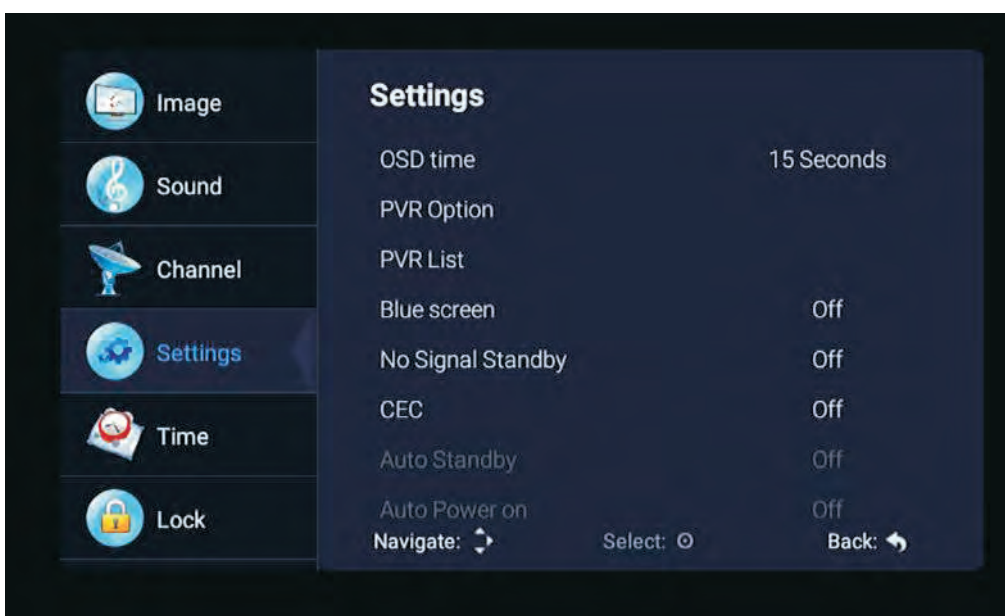 Image
Sound
Channel
Settings
Time
Lock
Settings
OSD time 15 Seconds
PVR Option
PVR List
Blue screen Off
No Signal Standby Off
CEC Off
Auto Standby Off
Auto Power on Off
Navigate: Select: Back: